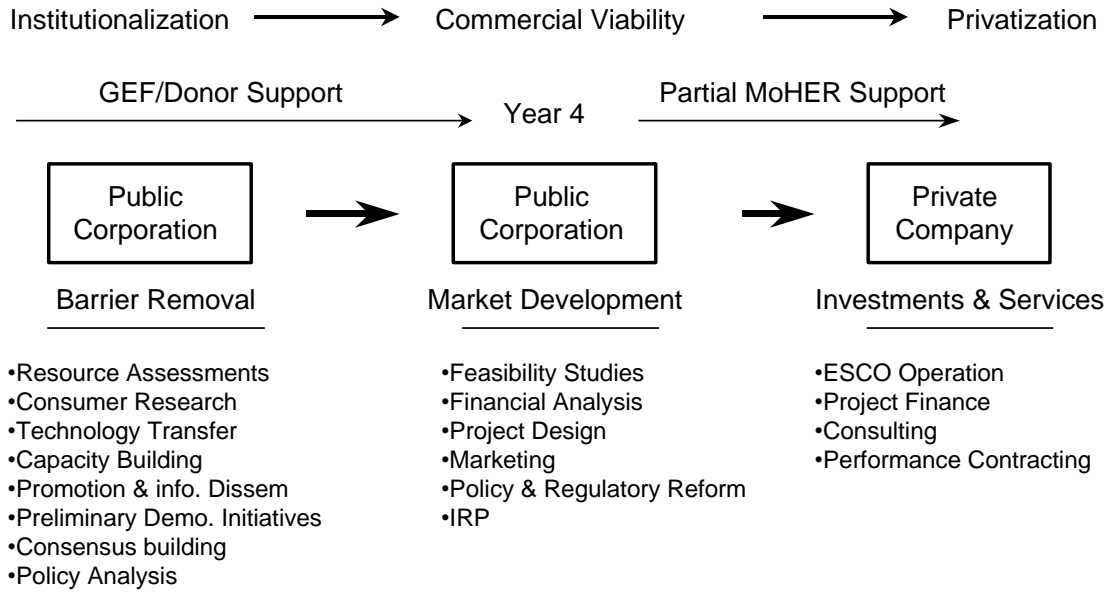 Institutionalization Commercial Viability Privatization
GEF/Donor Support Year 4 Partial MoHER Support
Public
Corporation
Public
Corporation
Private
Company
Barrier Removal
Market Development
Investments & Services
•Resource Assessments
•Consumer Research
•Technology Transfer
•Capacity Building
•Promotion & info. Dissem
•Preliminary Demo. Initiatives
•Consensus building
•Policy Analysis
•Feasibility Studies
•Financial Analysis
•Project Design
•Marketing
•Policy & Regulatory Reform
•IRP
•ESCO Operation
•Project Finance
•Consulting
•Performance Contracting